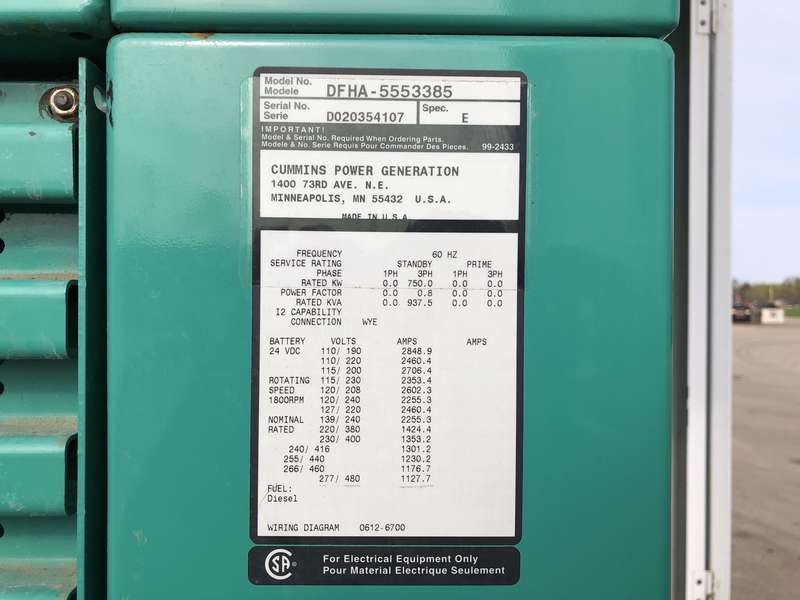 Model No.
Modele DFHA-5553385
Serial No.
Serie D020354107 Spec. E
IMPORTANT!
Model & Serial No. Required When Ordering Parts.
Modele & No. Serie Requis Pour Commander Des Pieces. 99-2433
CUMMINS POWER GENERATION
1400 73RD AVE. N.E.
MINNEAPOLIS, MN 55432 U.S.A.
MADE IN U.S.A.
FREQUENCY 60 HZ
SERVICE RATING STANDBY PRIME
PHASE 1PH 3PH 1PH 3PH
RATED KW 0.0 750.0 0.0 0.0
POWER FACTOR 0.0 0.8 0.0 0.0
RATED KVA 0.0 937.5 0.0 0.0
I2 CAPABILITY
CONNECTION WYE
BATTERY VOLTS AMPS AMPS
24 VDC 110/ 190 2848.9
110/ 220 2460.4
115/ 200 2706.4
ROTATING 115/ 230 2353.4
SPEED 120/ 208 2602.3
1800RPM 120/ 240 2255.3
127/ 220 2460.4
NOMINAL 139/ 240 2255.3
RATED 220/ 380 1424.4
230/ 400 1353.2
240/ 416 1301.2
255/ 440 1230.2
266/ 460 1176.7
277/ 480 1127.7
FUEL:
Diesel
WIRING DIAGRAM 0612-6700
CSA
For Electrical Equipment Only
Pour Material Electrique Seulement